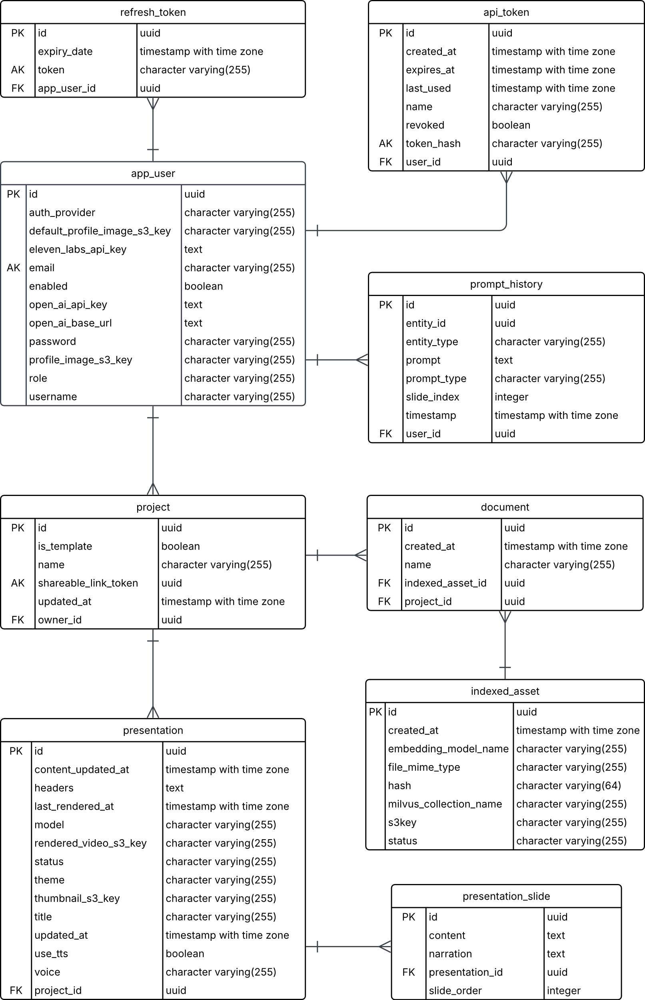 refresh_token
PK id uuid
expiry_date timestamp with time zone
AK token character varying(255)
FK app_user_id uuid
api_token
PK id uuid
created_at timestamp with time zone
expires_at timestamp with time zone
last_used timestamp with time zone
name character varying(255)
revoked boolean
AK token_hash character varying(255)
FK user_id uuid
app_user
PK id uuid
auth_provider character varying(255)
default_profile_image_s3_key character varying(255)
eleven_labs_api_key text
AK email character varying(255)
enabled boolean
open_ai_api_key text
open_ai_base_url text
password character varying(255)
profile_image_s3_key character varying(255)
role character varying(255)
username character varying(255)
prompt_history
PK id uuid
entity_id uuid
entity_type character varying(255)
prompt text
prompt_type character varying(255)
slide_index integer
timestamp timestamp with time zone
FK user_id uuid
project
PK id uuid
is_template boolean
name character varying(255)
AK shareable_link_token uuid
updated_at timestamp with time zone
FK owner_id uuid
document
PK id uuid
created_at timestamp with time zone
name character varying(255)
FK indexed_asset_id uuid
FK project_id uuid
indexed_asset
PK id uuid
created_at timestamp with time zone
embedding_model_name character varying(255)
file_mime_type character varying(255)
hash character varying(64)
milvus_collection_name character varying(255)
s3key character varying(255)
status character varying(255)
presentation
PK id uuid
content_updated_at timestamp with time zone
headers text
last_rendered_at timestamp with time zone
model character varying(255)
rendered_video_s3_key character varying(255)
status character varying(255)
theme character varying(255)
thumbnail_s3_key character varying(255)
title character varying(255)
updated_at timestamp with time zone
use_tts boolean
voice character varying(255)
FK project_id uuid
presentation_slide
PK id uuid
content text
narration text
FK presentation_id uuid
slide_order integer